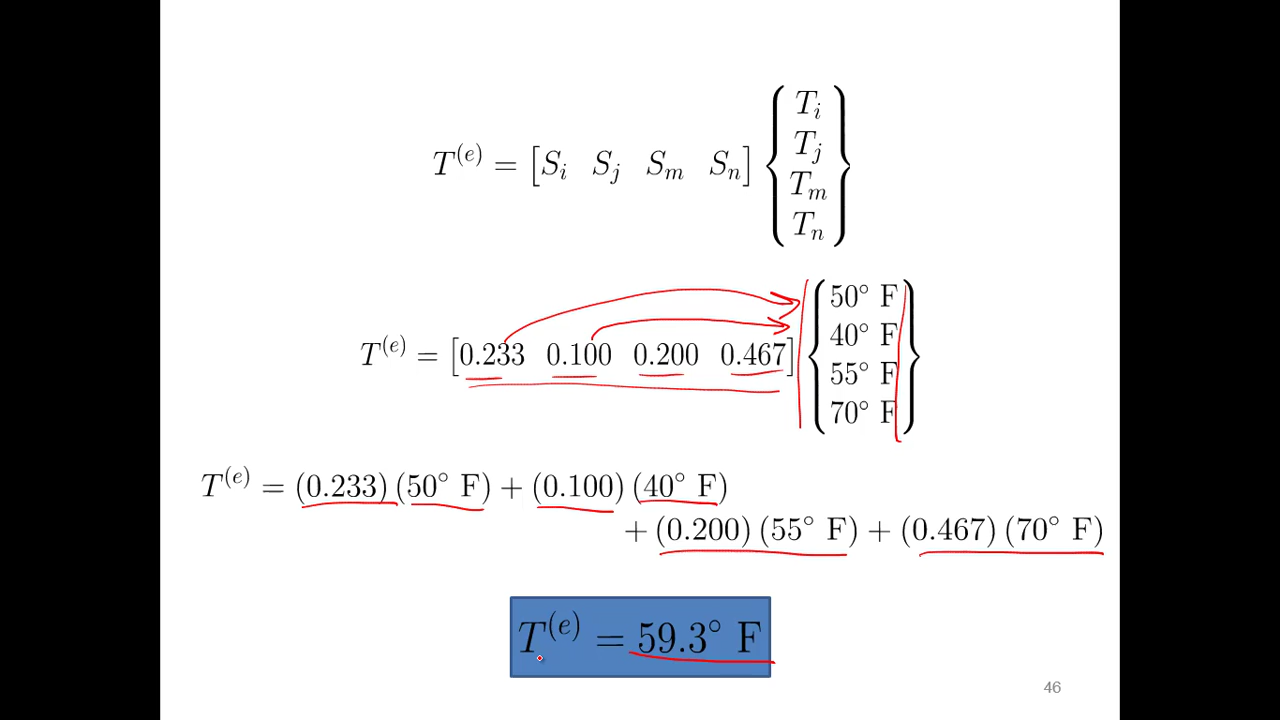 T^(e) = [S_i S_j S_m S_n] {T_i T_j T_m T_n}
T^(e) = [0.233 0.100 0.200 0.467] {50° F 40° F 55° F 70° F}
T^(e) = (0.233) (50° F) + (0.100) (40° F)
+ (0.200) (55° F) + (0.467) (70° F)
T^(e) = 59.3° F
46